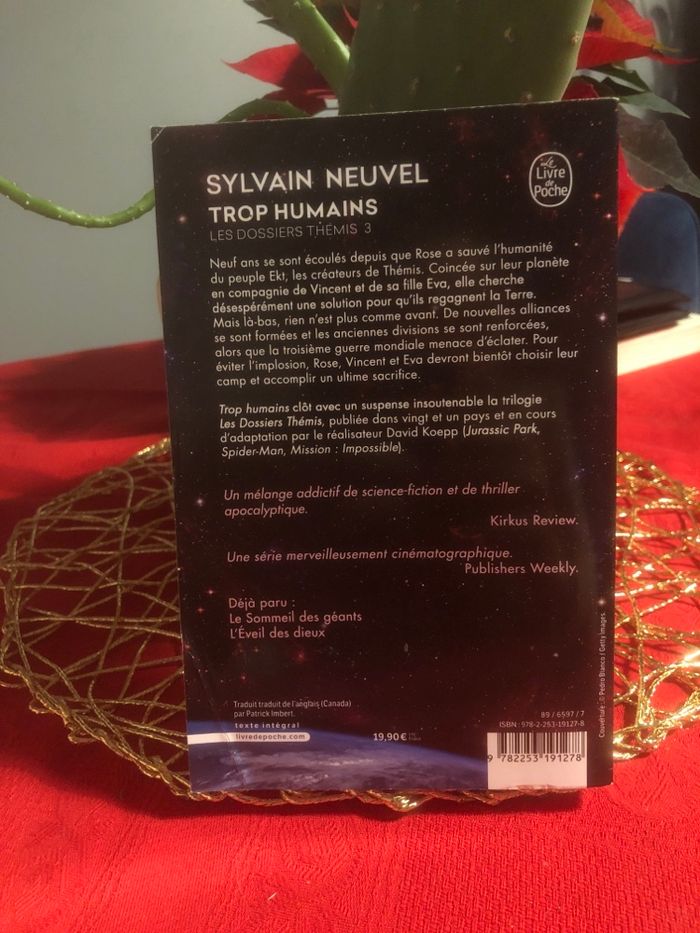 SYLVAIN NEUVEL
Le
Livre
de
Poche
TROP HUMAINS
LES DOSSIERS THÉMIS 3
Neuf ans se sont écoulés depuis que Rose a sauvé l'humanité
du peuple Ekt, les créateurs de Thémis. Coincée sur leur planète
en compagnie de Vincent et de sa fille Eva, elle cherche
désespérément une solution pour qu'ils regagnent la Terre.
Mais là-bas, rien n'est plus comme avant. De nouvelles alliances
se sont formées et les anciennes divisions se sont renforcées,
alors que la troisième guerre mondiale menace d'éclater. Pour
éviter l'implosion, Rose, Vincent et Eva devront bientôt choisir leur
camp et accomplir un ultime sacrifice.
Trop humains clôt avec un suspense insoutenable la trilogie
Les Dossiers Thémis, publiée dans vingt et un pays et en cours
d'adaptation par le réalisateur David Koepp (Jurassic Park,
Spider-Man, Mission : Impossible).
Un mélange addictif de science-fiction et de thriller
apocalyptique.
Kirkus Review.
Une série merveilleusement cinématographique.
Publishers Weekly.
Déjà paru :
Le Sommeil des géants
L'Éveil des dieux
Traduit traduit de l'anglais (Canada)
par Patrick Imbert.
texte intégral
livredepoche.com
19,90 €
89 / 6597 / 7
ISBN : 978-2-253-19127-8
9 782253 191278
Couverture : © Pedro Blanco / Getty Images.